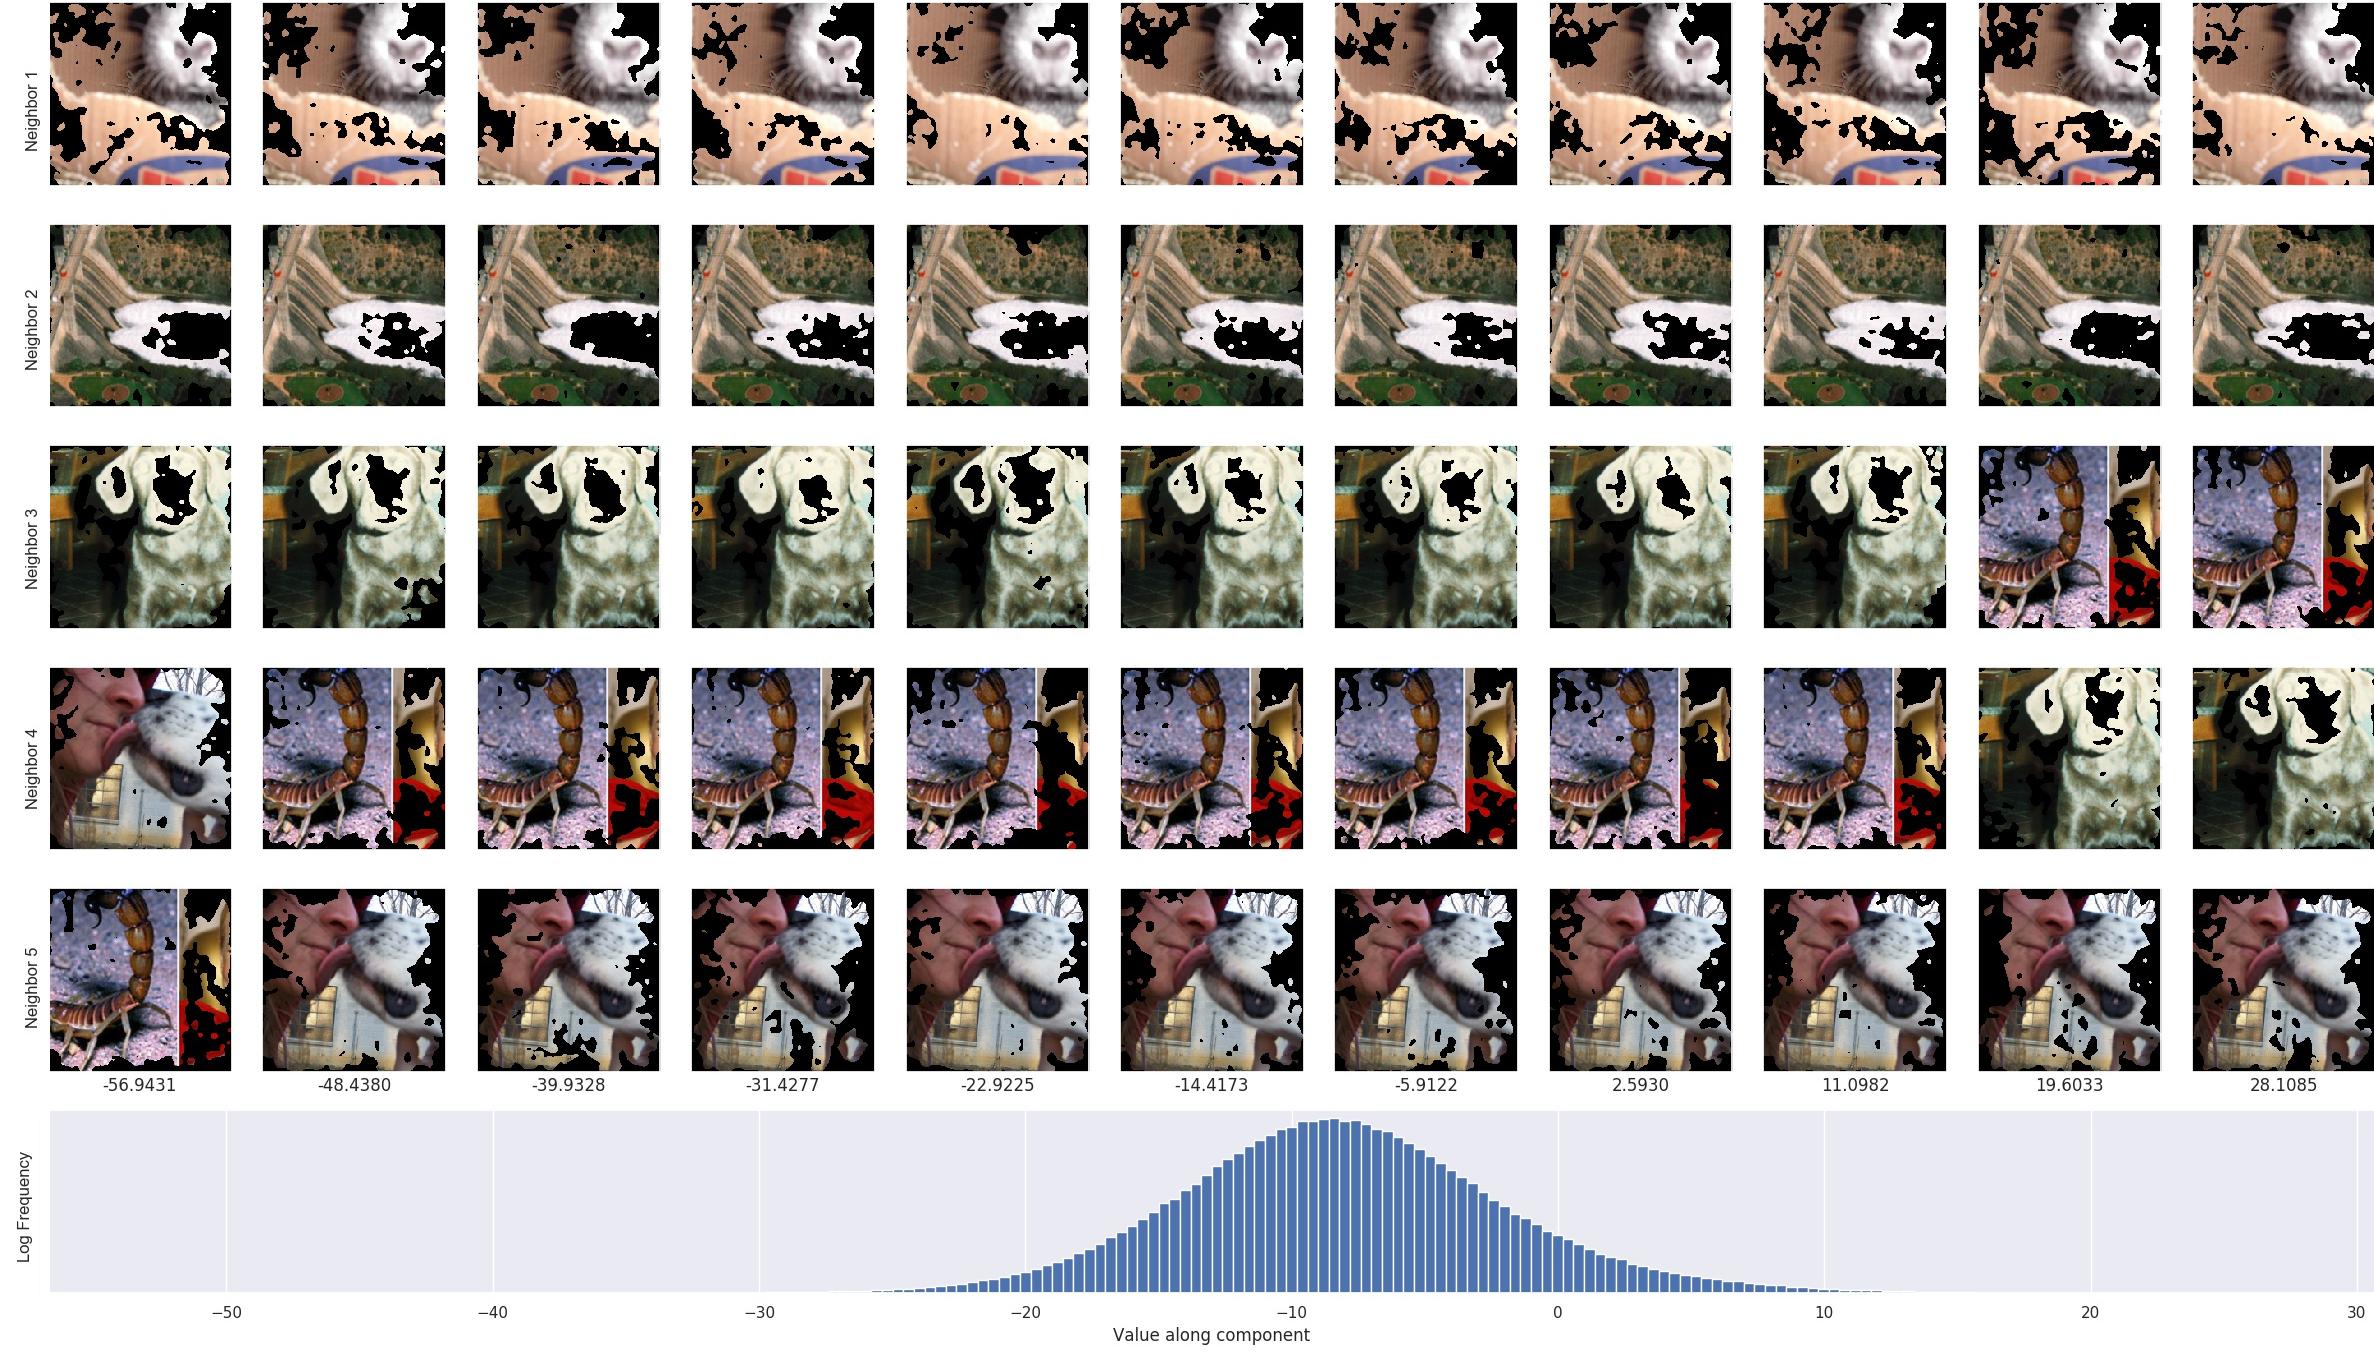 Neighbor 1
Neighbor 2
Neighbor 3
Neighbor 4
Neighbor 5
-56.9431 -48.4380 -39.9328 -31.4277 -22.9225 -14.4173 -5.9122 2.5930 11.0982 19.6033 28.1085
Log Frequency
−50 −40 −30 −20 −10 0 10 20 30
Value along component